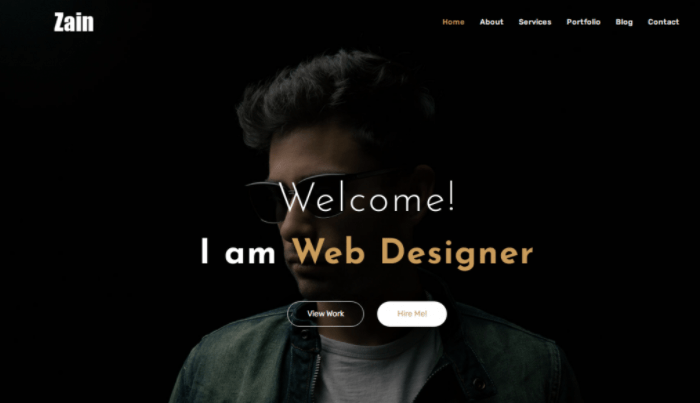 Zain
Home About Services Portfolio Blog Contact
Welcome!
I am Web Designer
View Work Hire Me!